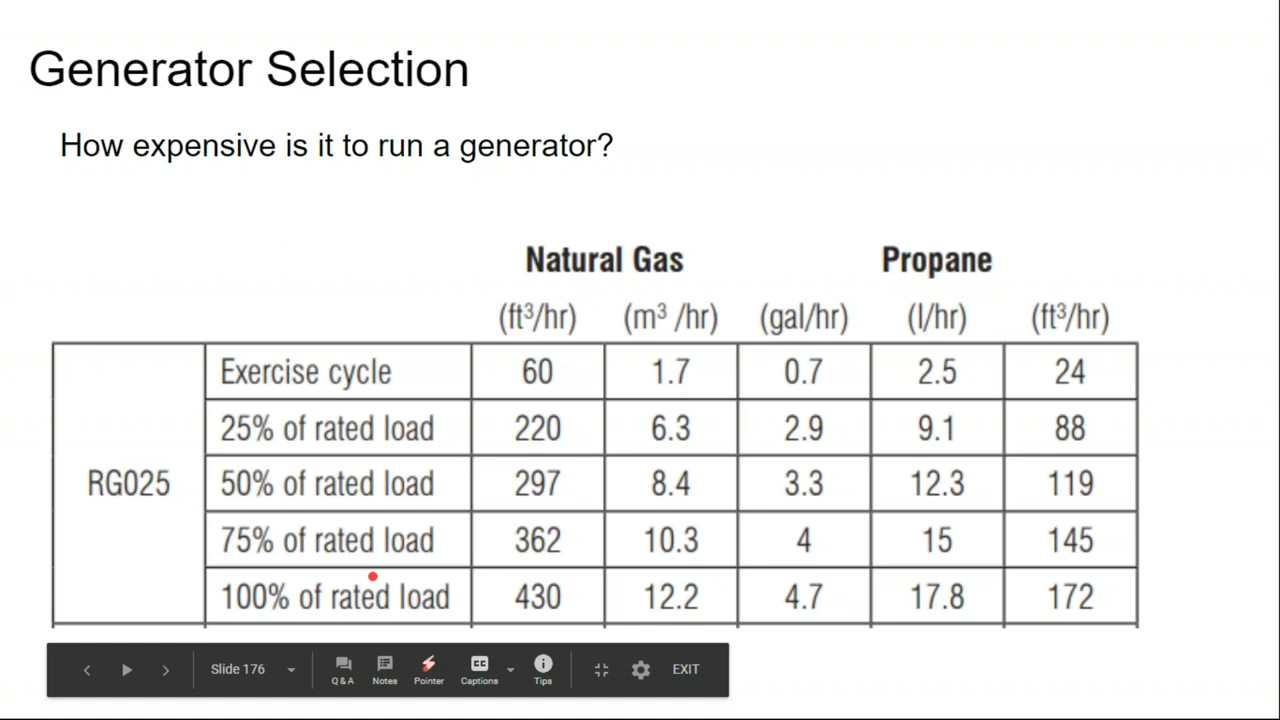 Generator Selection
How expensive is it to run a generator?
Natural Gas Propane
(ft³/hr) (m³ /hr) (gal/hr) (l/hr) (ft³/hr)
Exercise cycle 60 1.7 0.7 2.5 24
25% of rated load 220 6.3 2.9 9.1 88
RG025 50% of rated load 297 8.4 3.3 12.3 119
75% of rated load 362 10.3 4 15 145
100% of rated load 430 12.2 4.7 17.8 172
Slide 176 Q & A Notes Pointer CC Captions Tips EXIT